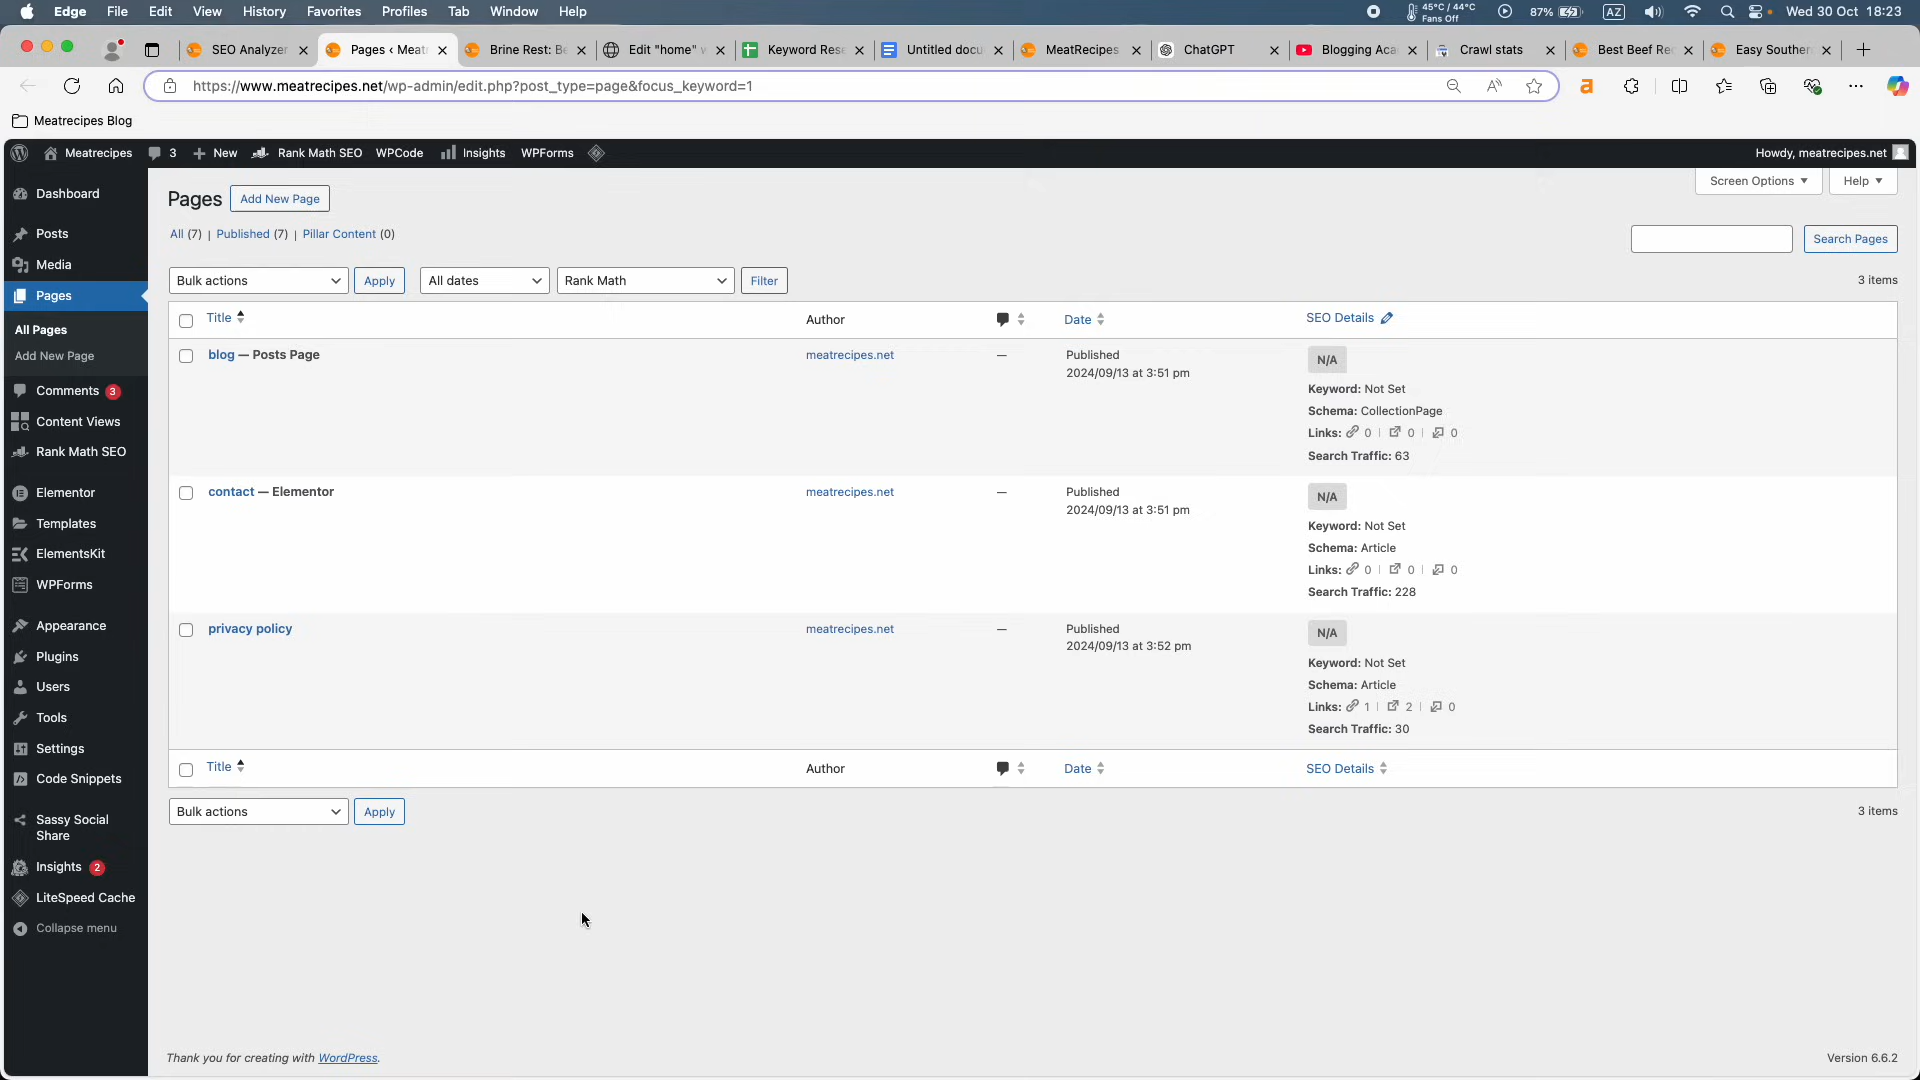 Edge File Edit View History Favorites Profiles Tab Window Help 45°C / 44°C Fans Off 87% AZ Wed 30 Oct 18:23
SEO Analyzer Pages ‹ Meat Brine Rest: Be Edit "home" Keyword Res Untitled docu MeatRecipes ChatGPT Blogging Aca Crawl stats Best Beef Re Easy Southern
https://www.meatrecipes.net/wp-admin/edit.php?post_type=page&focus_keyword=1
Meatrecipes Blog
Meatrecipes 3 New Rank Math SEO WPCode Insights WPForms Howdy, meatrecipes.net
Screen Options Help
Dashboard
Posts
Media
Pages
All Pages
Add New Page
Comments 3
Content Views
Rank Math SEO
Elementor
Templates
ElementsKit
WPForms
Appearance
Plugins
Users
Tools
Settings
Code Snippets
Sassy Social
Share
Insights 2
LiteSpeed Cache
Collapse menu
Pages Add New Page
All (7) | Published (7) | Pillar Content (0)
Search Pages
Bulk actions Apply All dates Rank Math Filter 3 items
Title Author Date SEO Details
blog — Posts Page meatrecipes.net — Published
2024/09/13 at 3:51 pm
N/A
Keyword: Not Set
Schema: CollectionPage
Links: 0 | 0 | 0
Search Traffic: 63
contact — Elementor meatrecipes.net — Published
2024/09/13 at 3:51 pm
N/A
Keyword: Not Set
Schema: Article
Links: 0 | 0 | 0
Search Traffic: 228
privacy policy meatrecipes.net — Published
2024/09/13 at 3:52 pm
N/A
Keyword: Not Set
Schema: Article
Links: 1 | 2 | 0
Search Traffic: 30
Title Author Date SEO Details
Bulk actions Apply 3 items
Thank you for creating with WordPress. Version 6.6.2